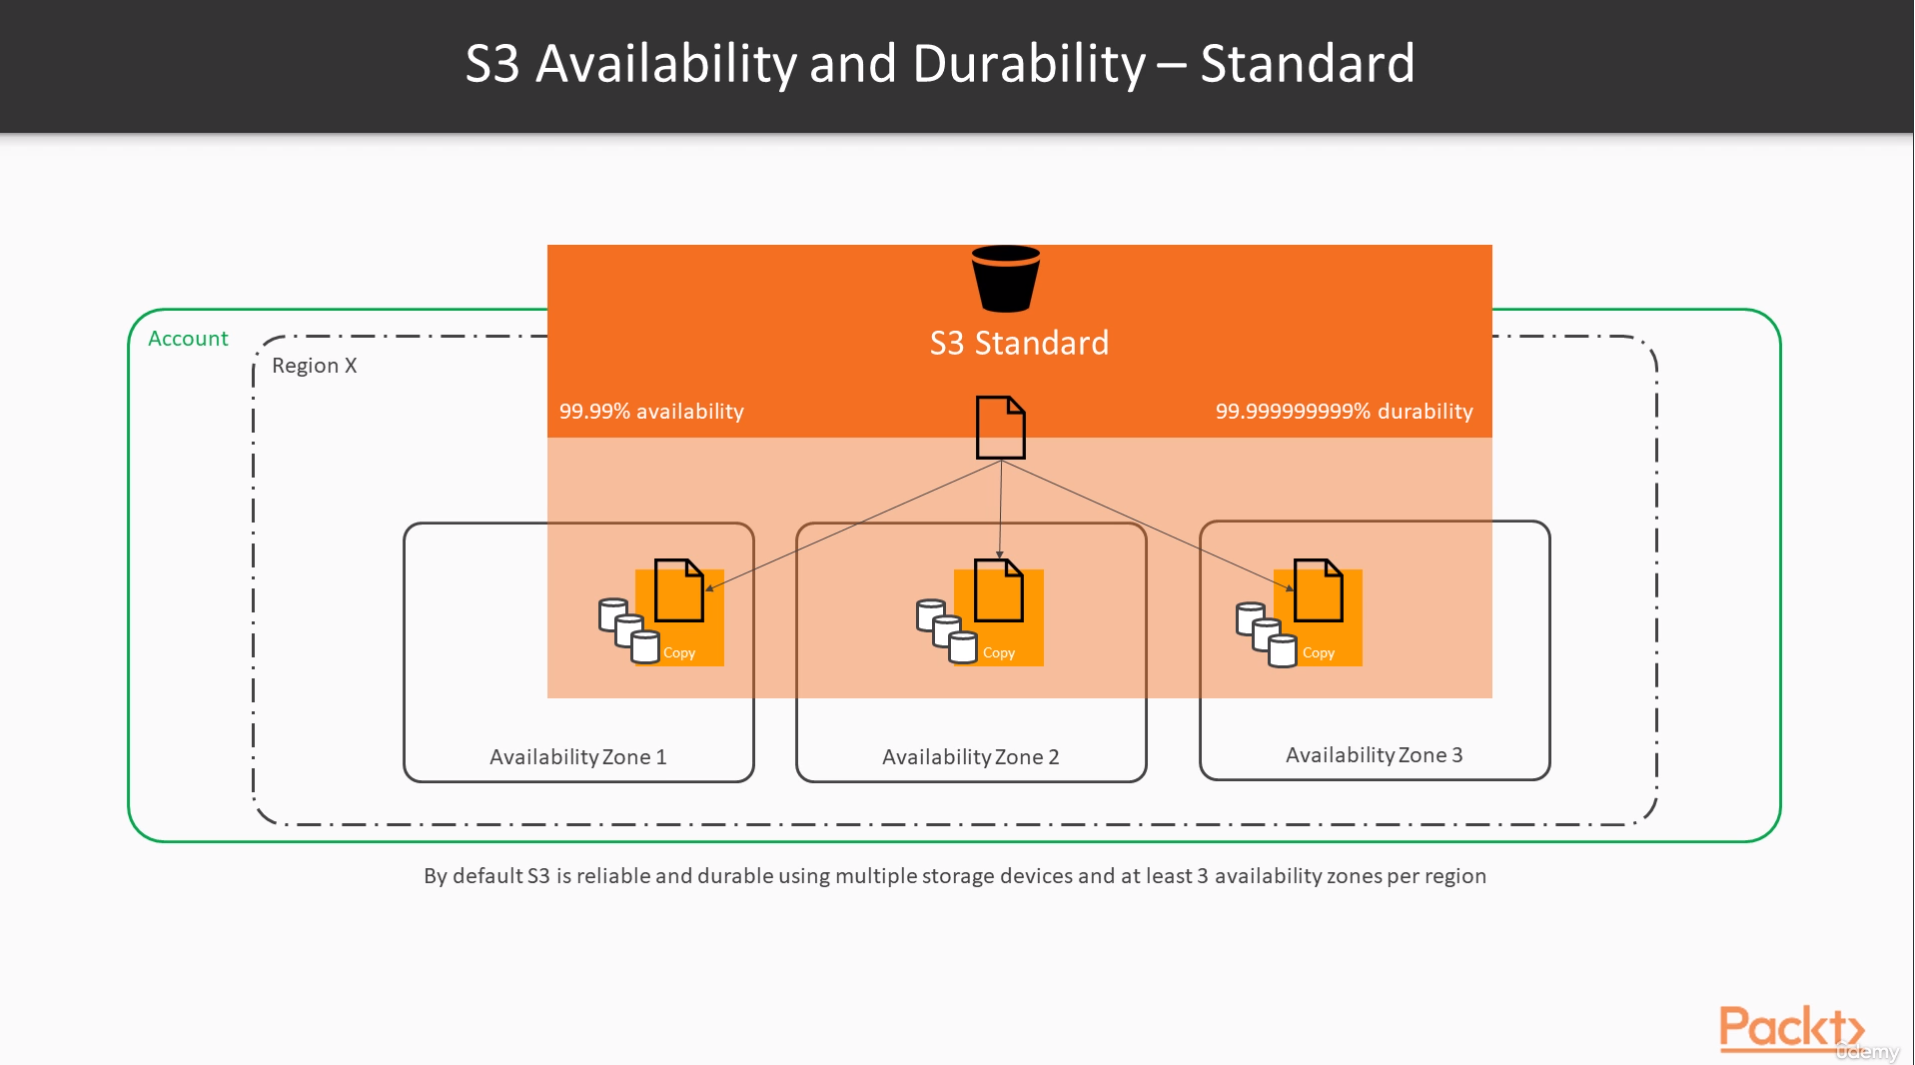 S3 Availability and Durability – Standard
Account
Region X
S3 Standard
99.99% availability
99.999999999% durability
Copy
Copy
Copy
Availability Zone 1
Availability Zone 2
Availability Zone 3
By default S3 is reliable and durable using multiple storage devices and at least 3 availability zones per region
Packt
ûdemy